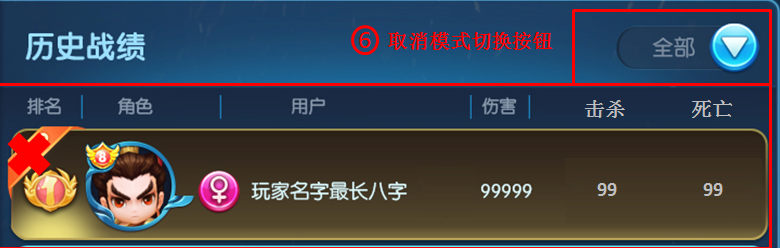 历史战绩
⑥ 取消模式切换按钮
全部
排名 角色 用户 伤害 击杀 死亡
1 8 玩家名字最长八字 99999 99 99